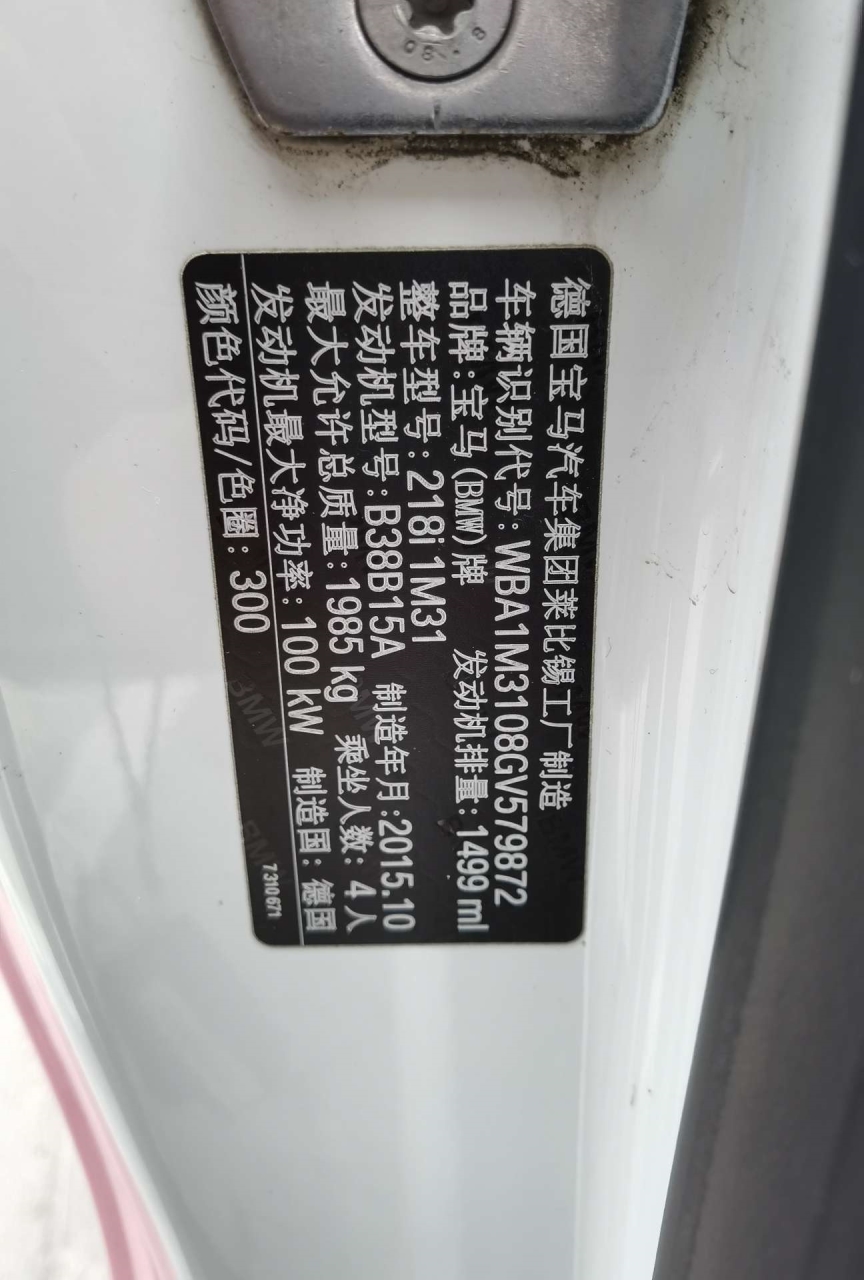 08 . 8
德国宝马汽车集团莱比锡工厂制造
车辆识别代号: WBA1M3108GV579872
品牌: 宝马(BMW)牌 发动机排量: 1499 ml
整车型号: 218i 1M31
发动机型号: B38B15A 制造年月:2015.10
最大允许总质量: 1985 kg 乘坐人数: 4 人
发动机最大净功率: 100 kW 制造国: 德国
颜色代码/色圈: 300 7310671
BMW